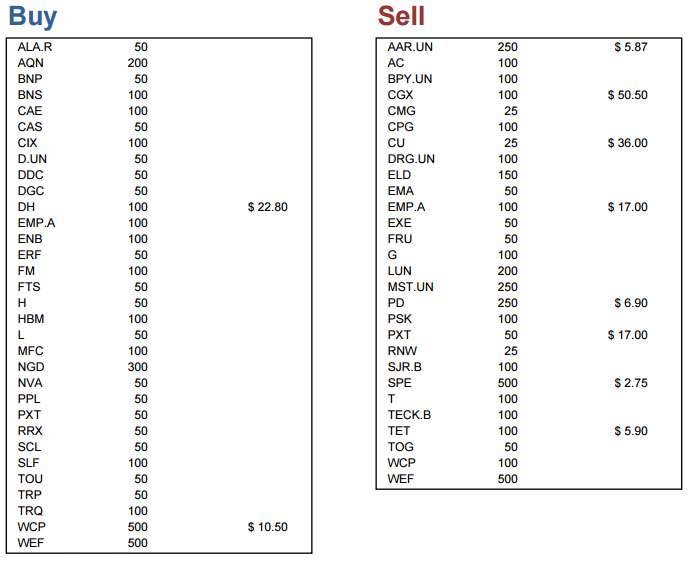 Buy
ALA.R 50
AQN 200
BNP 50
BNS 100
CAE 100
CAS 50
CIX 100
D.UN 50
DDC 50
DGC 50
DH 100 $ 22.80
EMP.A 100
ENB 100
ERF 50
FM 100
FTS 50
H 50
HBM 100
L 50
MFC 100
NGD 300
NVA 50
PPL 50
PXT 50
RRX 50
SCL 50
SLF 100
TOU 50
TRP 50
TRQ 100
WCP 500 $ 10.50
WEF 500
Sell
AAR.UN 250 $ 5.87
AC 100
BPY.UN 100
CGX 100 $ 50.50
CMG 25
CPG 100
CU 25 $ 36.00
DRG.UN 100
ELD 150
EMA 50
EMP.A 100 $ 17.00
EXE 50
FRU 50
G 100
LUN 200
MST.UN 250
PD 250 $ 6.90
PSK 100
PXT 50 $ 17.00
RNW 25
SJR.B 100
SPE 500 $ 2.75
T 100
TECK.B 100
TET 100 $ 5.90
TOG 50
WCP 100
WEF 500